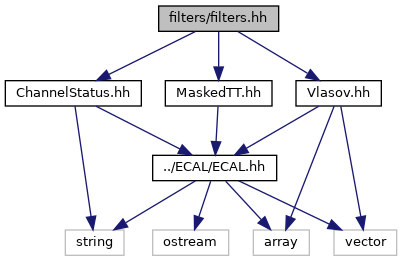 filters/filters.hh
ChannelStatus.hh
MaskedTT.hh
Vlasov.hh
../ECAL/ECAL.hh
string
ostream
array
vector